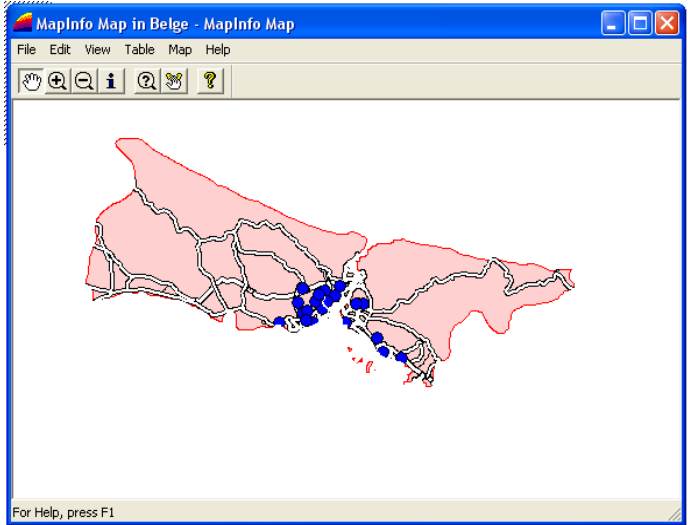 MapInfo Map in Belge - MapInfo Map
File Edit View Table Map Help
For Help, press F1